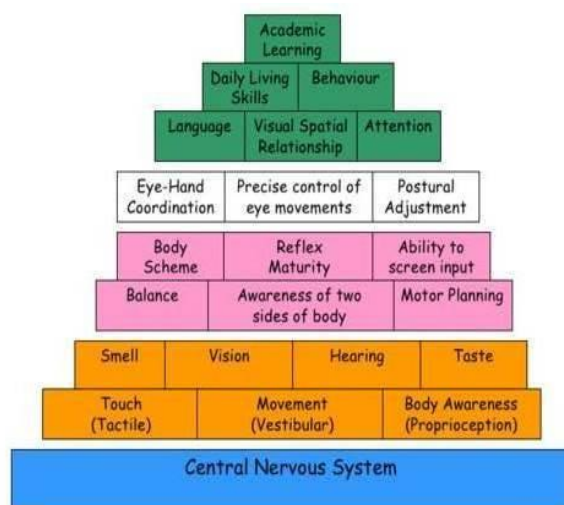 Academic
Learning
Daily Living
Skills
Behaviour
Language
Visual Spatial
Relationship
Attention
Eye-Hand
Coordination
Precise control of
eye movements
Postural
Adjustment
Body
Scheme
Reflex
Maturity
Ability to
screen input
Balance
Awareness of two
sides of body
Motor Planning
Smell
Vision
Hearing
Taste
Touch
(Tactile)
Movement
(Vestibular)
Body Awareness
(Proprioception)
Central Nervous System